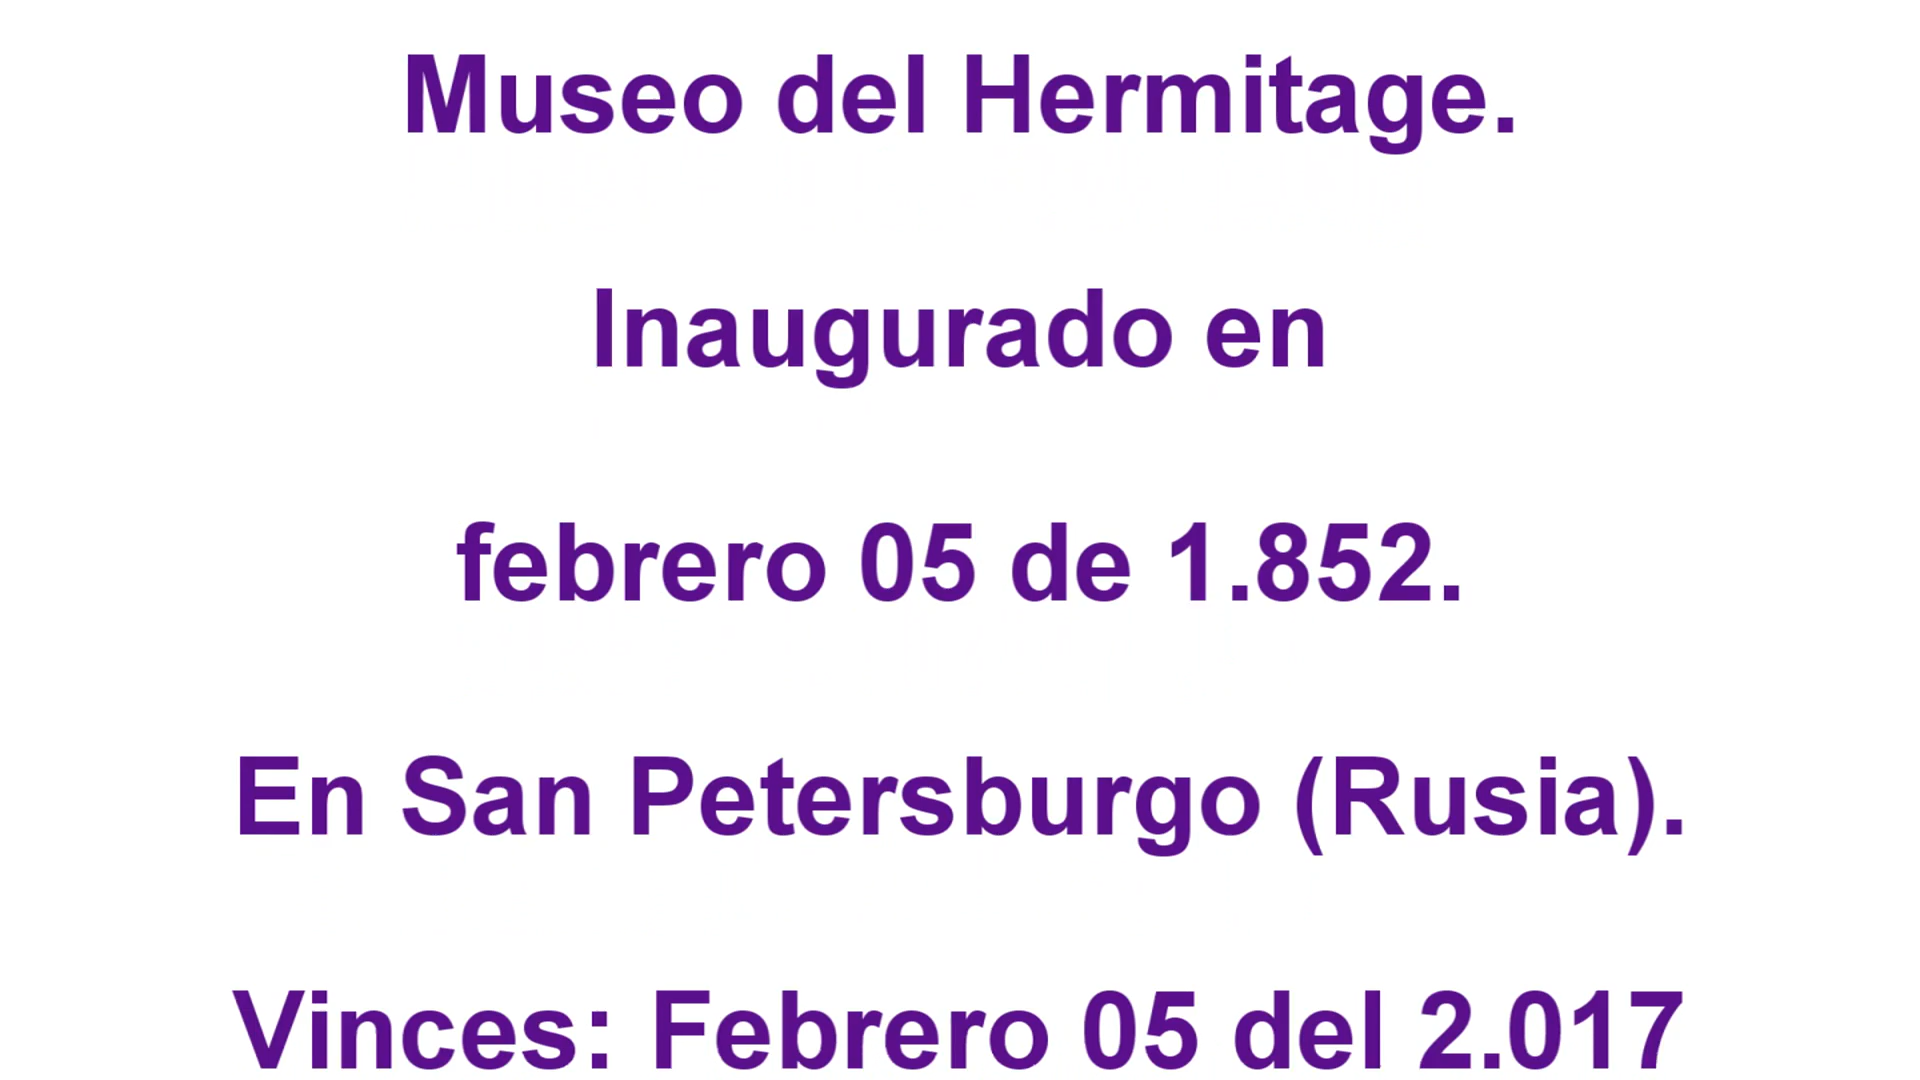 Museo del Hermitage.
Inaugurado en
febrero 05 de 1.852.
En San Petersburgo (Rusia).
Vinces: Febrero 05 del 2.017